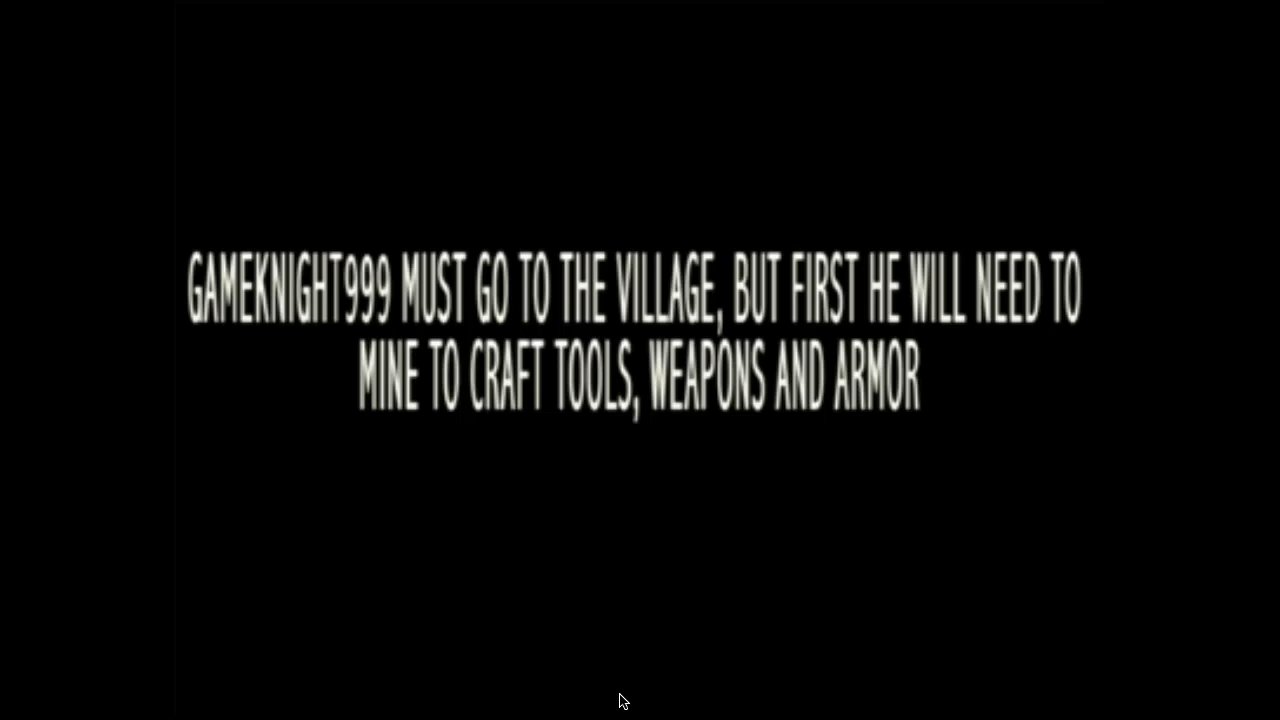 GAMEKNIGHT999 MUST GO TO THE VILLAGE, BUT FIRST HE WILL NEED TO
MINE TO CRAFT TOOLS, WEAPONS AND ARMOR